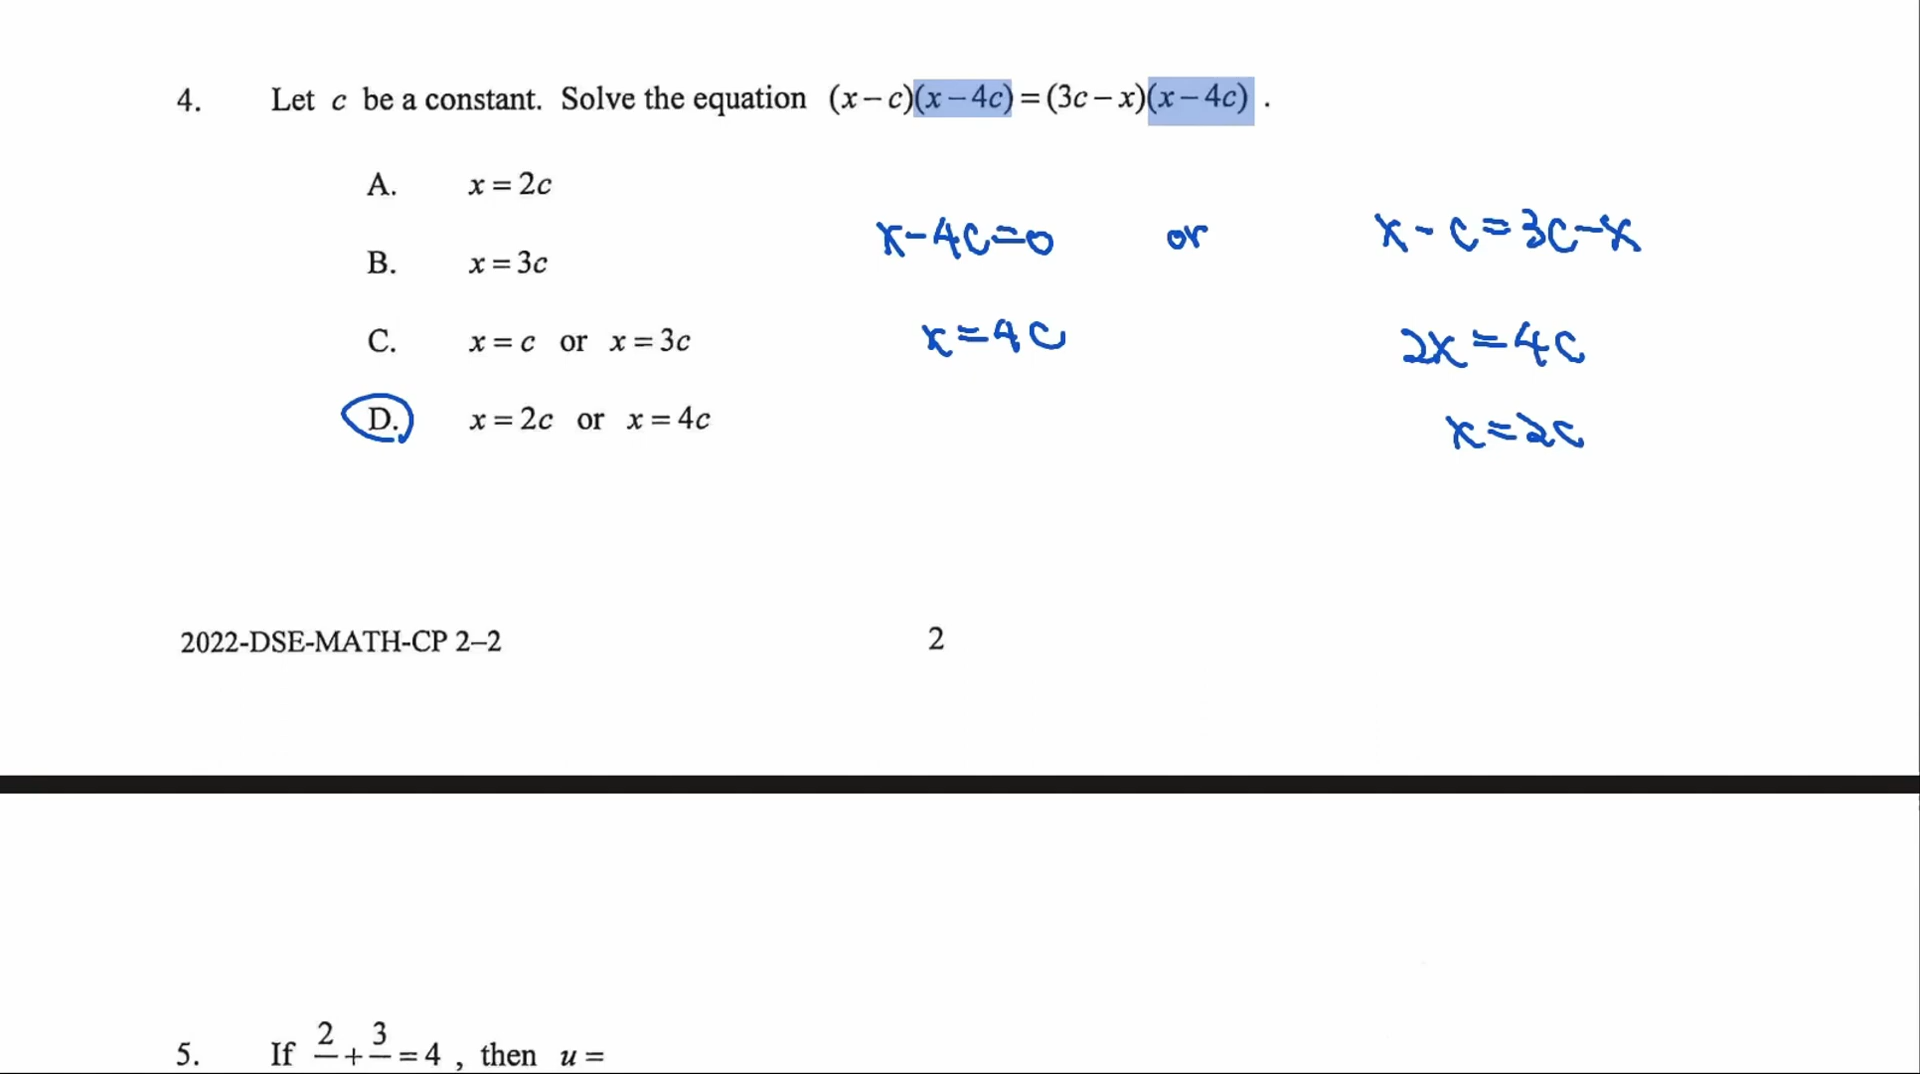 4. Let c be a constant. Solve the equation (x − c)(x − 4c) = (3c − x)(x − 4c) .
A. x = 2c
x-4c=0 or x-c=3c-x
B. x = 3c
C. x = c or x = 3c
x=4c 2x=4c
D. x = 2c or x = 4c
x=2c
2022-DSE-MATH-CP 2–2 2
5. If 2 + 3 = 4 , then u =